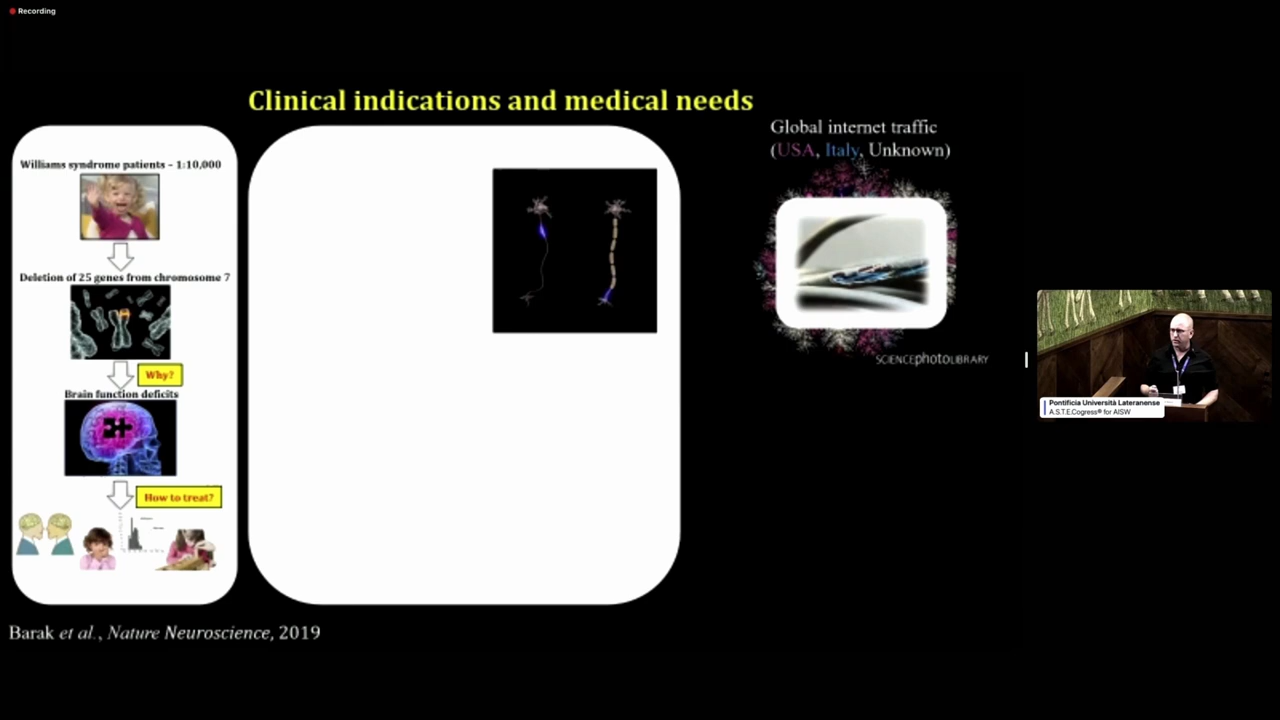 Recording
Clinical indications and medical needs
Williams syndrome patients – 1:10,000
Deletion of 25 genes from chromosome 7
Why?
Brain function deficits
How to treat?
Global internet traffic
(USA, Italy, Unknown)
SCIENCEphotoLIBRARY
Pontificia Università Lateranense
A.S.T.E.Cogress® for AISW
Barak et al., Nature Neuroscience, 2019